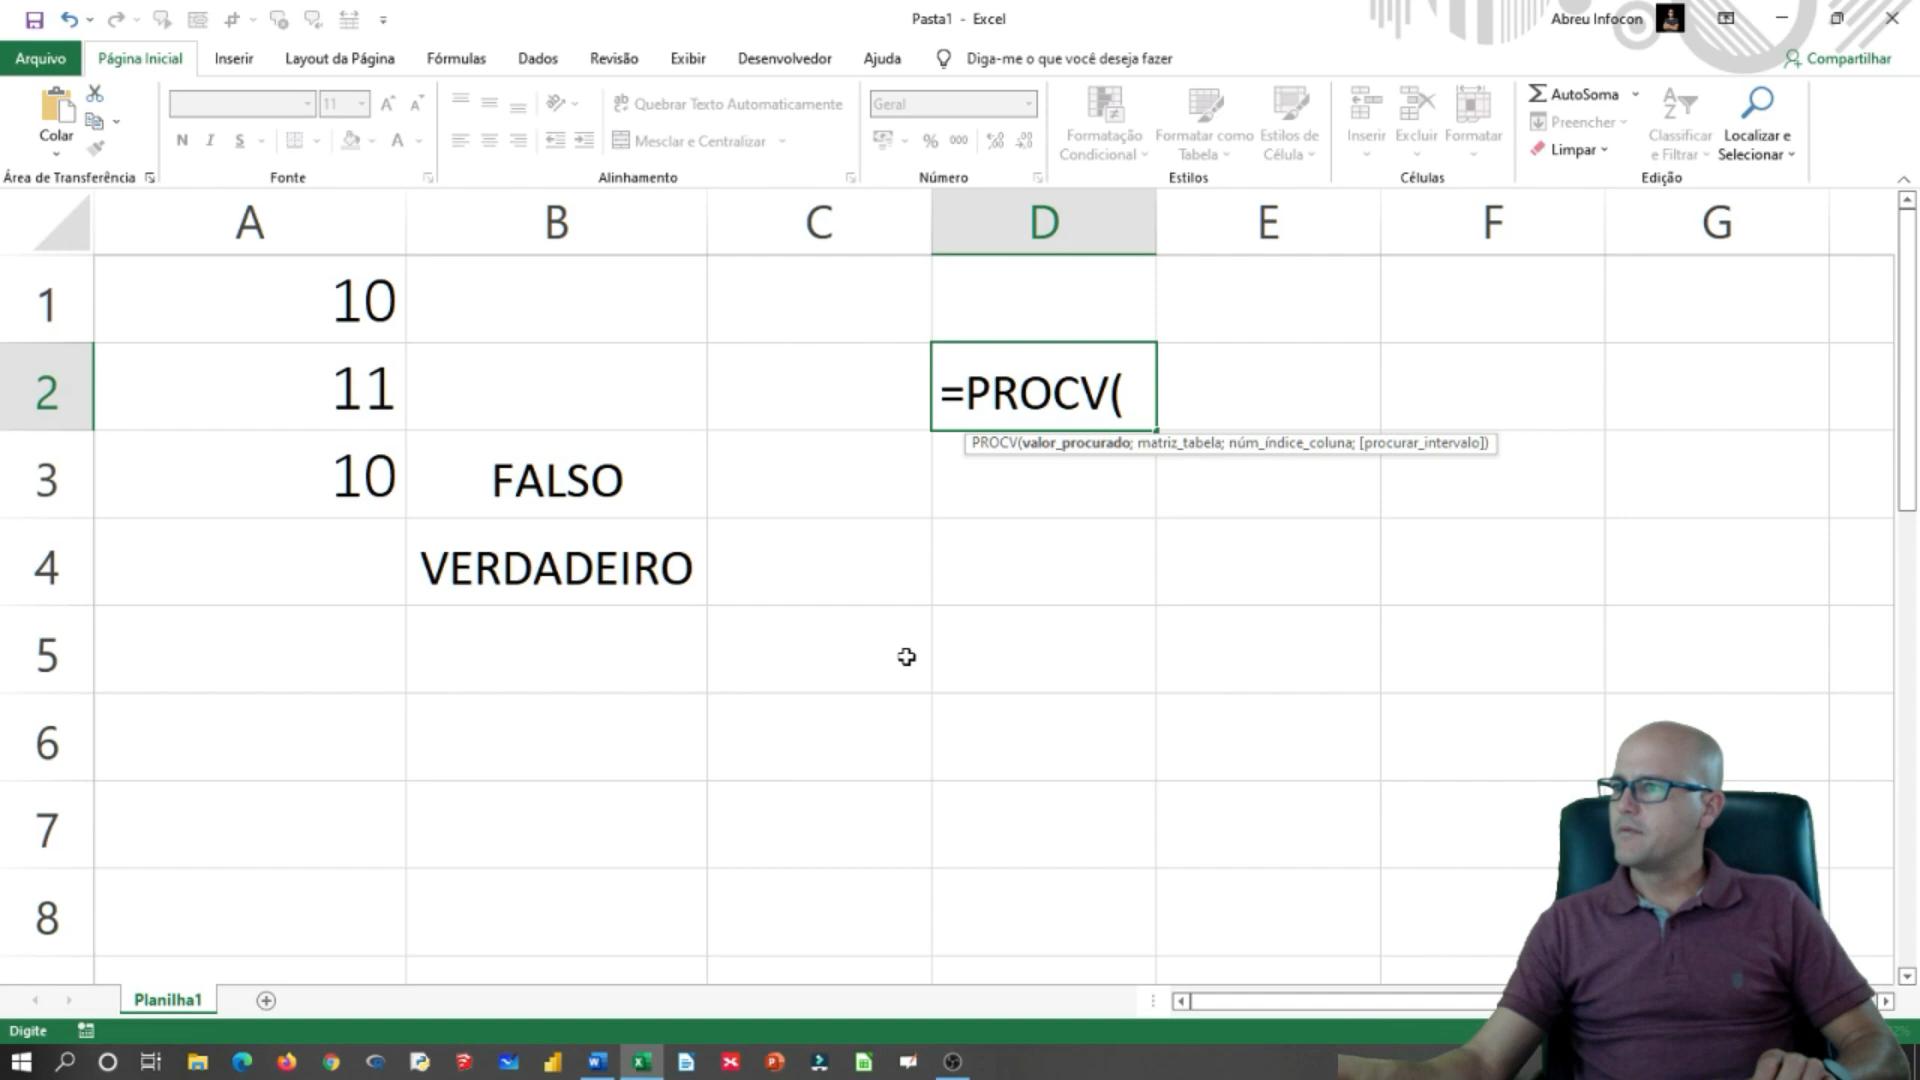 Pasta1 - Excel
Abreu Infocon
Arquivo
Página Inicial
Inserir
Layout da Página
Fórmulas
Dados
Revisão
Exibir
Desenvolvedor
Ajuda
Diga-me o que você deseja fazer
Compartilhar
Colar
11
N I S
Quebrar Texto Automaticamente
Mesclar e Centralizar
Geral
% 000
Formatação Condicional
Formatar como Tabela
Estilos de Célula
Inserir
Excluir
Formatar
AutoSoma
Preencher
Limpar
Classificar e Filtrar
Localizar e Selecionar
Área de Transferência
Fonte
Alinhamento
Número
Estilos
Células
Edição
A B C D E F G
1 10
2 11 =PROCV(
PROCV(valor_procurado; matriz_tabela; núm_índice_coluna; [procurar_intervalo])
3 10 FALSO
4 VERDADEIRO
5
6
7
8
Planilha1
Digite